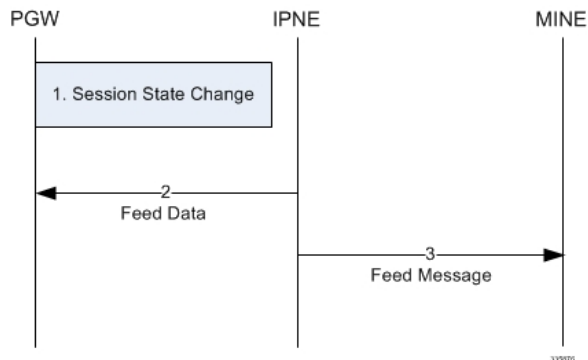 PGW IPNE MINE
1. Session State Change
2
Feed Data
3
Feed Message